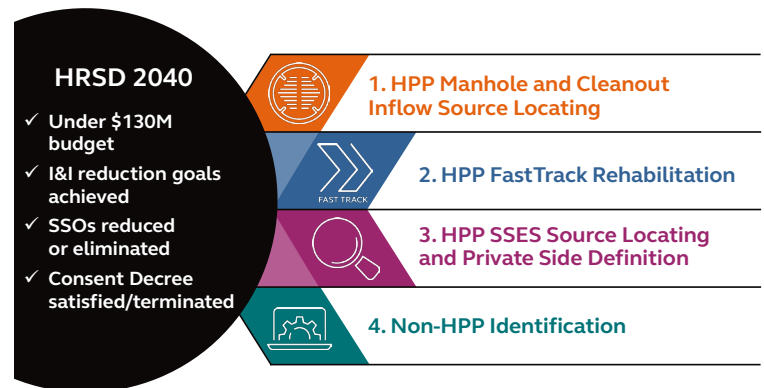 HRSD 2040
✓ Under $130M
budget
✓ I&I reduction goals
achieved
✓ SSOs reduced
or eliminated
✓ Consent Decree
satisfied/terminated
1. HPP Manhole and Cleanout
Inflow Source Locating
FAST TRACK
2. HPP FastTrack Rehabilitation
3. HPP SSES Source Locating
and Private Side Definition
4. Non-HPP Identification